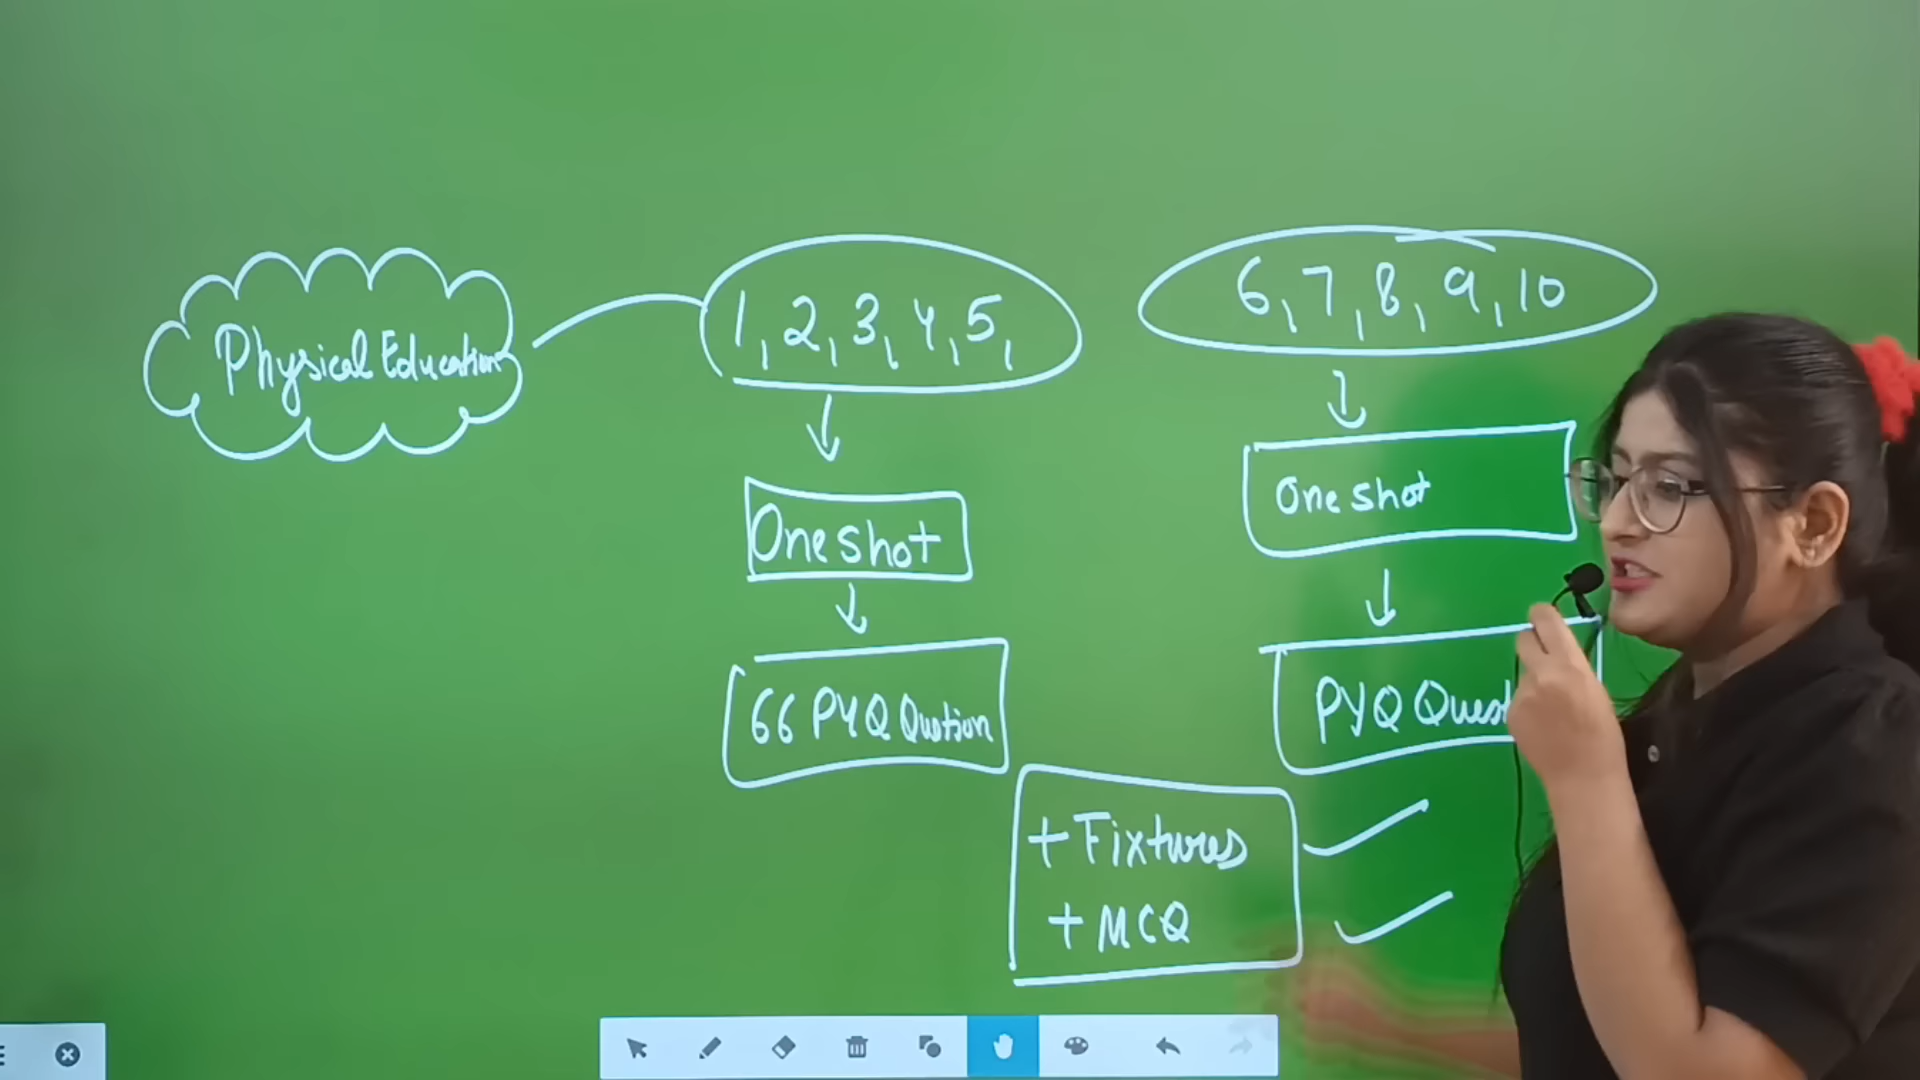 Physical Education
1, 2, 3, 4, 5,
One shot
66 PYQ Quotion
6, 7, 8, 9, 10
One shot
PYQ
+ Fixtures
+ MCQ